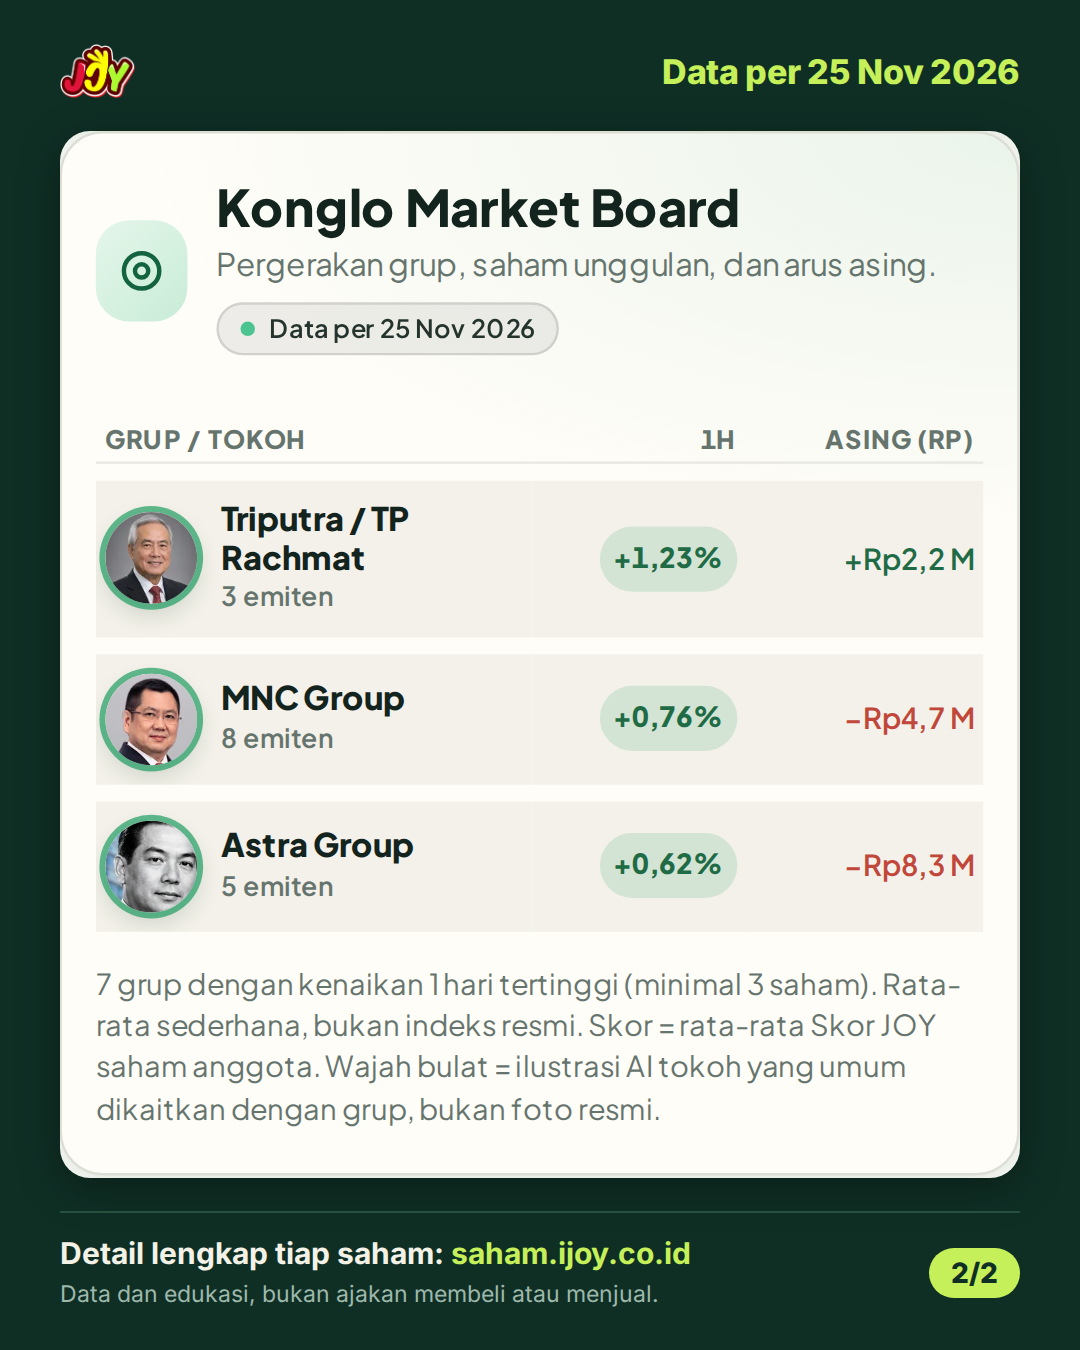 JOY
Data per 25 Nov 2026
Konglo Market Board
Pergerakan grup, saham unggulan, dan arus asing.
Data per 25 Nov 2026
GRUP / TOKOH 1H ASING (RP)
Triputra / TP
Rachmat
3 emiten
+1,23% +Rp2,2 M
MNC Group
8 emiten
+0,76% −Rp4,7 M
Astra Group
5 emiten
+0,62% −Rp8,3 M
7 grup dengan kenaikan 1 hari tertinggi (minimal 3 saham). Rata-
rata sederhana, bukan indeks resmi. Skor = rata-rata Skor JOY
saham anggota. Wajah bulat = ilustrasi AI tokoh yang umum
dikaitkan dengan grup, bukan foto resmi.
Detail lengkap tiap saham: saham.ijoy.co.id
Data dan edukasi, bukan ajakan membeli atau menjual.
2/2